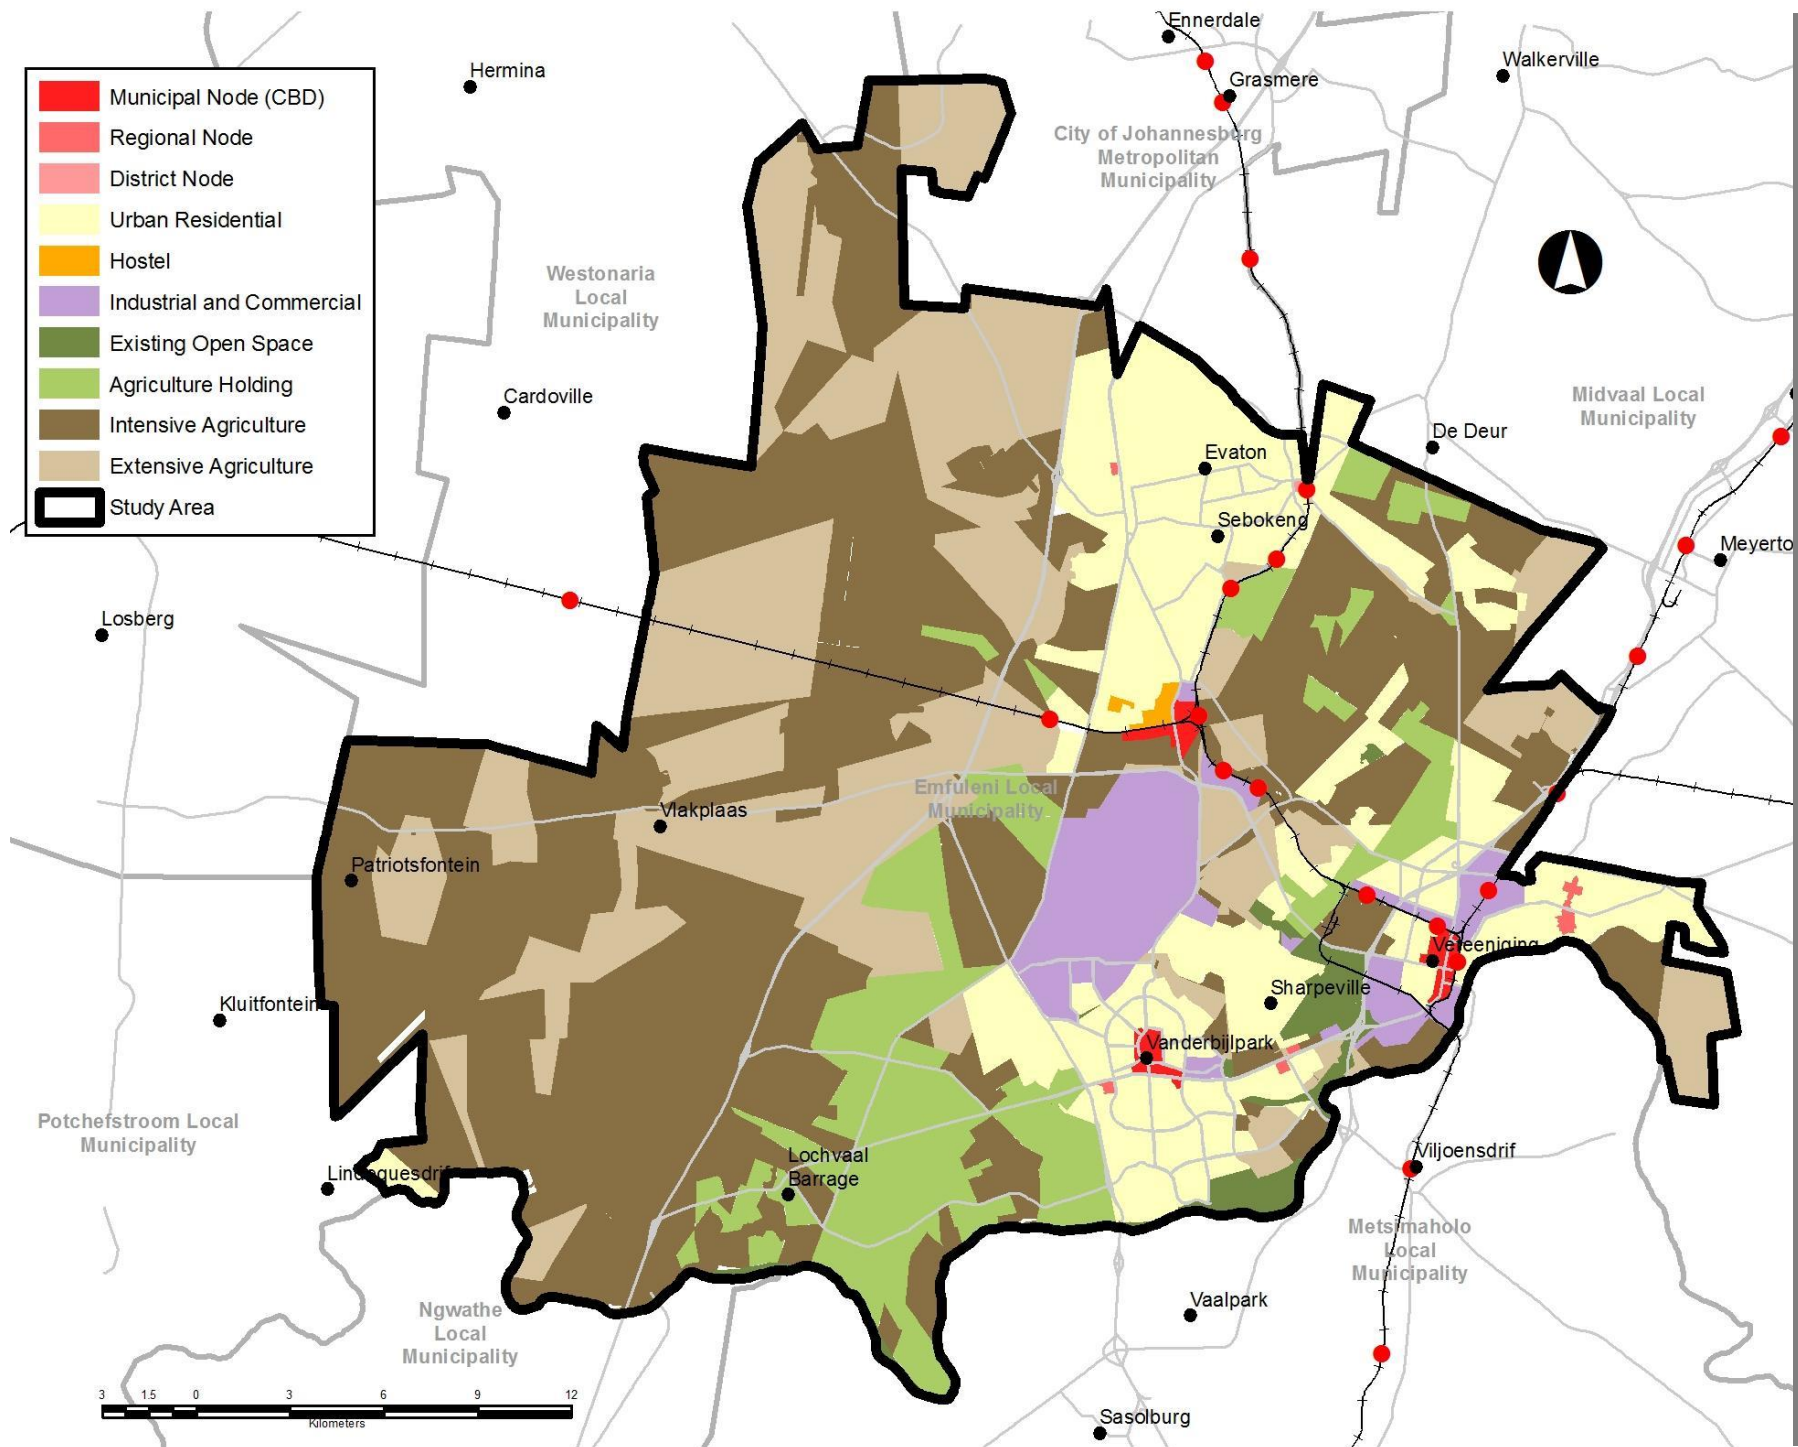 Ennerdale
Hermina
Walkerville
Grasmere
Municipal Node (CBD)
Regional Node
District Node
Urban Residential
Hostel
Industrial and Commercial
Existing Open Space
Agriculture Holding
Intensive Agriculture
Extensive Agriculture
Study Area
City of Johannesburg
Metropolitan
Municipality
Westonaria
Local
Municipality
Cardoville
Midvaal Local
Municipality
De Deur
Evaton
Sebokeng
Meyerto
Losberg
Emfuleni Local
Municipality
Vlakplaas
Patriotsfontein
Vereeniging
Sharpeville
Kluitfontein
Vanderbijlpark
Potchefstroom Local
Municipality
Lochvaal
Barrage
Lindequesdrif
Viljoensdrif
Metsimaholo
Local
Municipality
Ngwathe
Local
Municipality
Vaalpark
3 1.5 0 3 6 9 12
Kilometers
Sasolburg